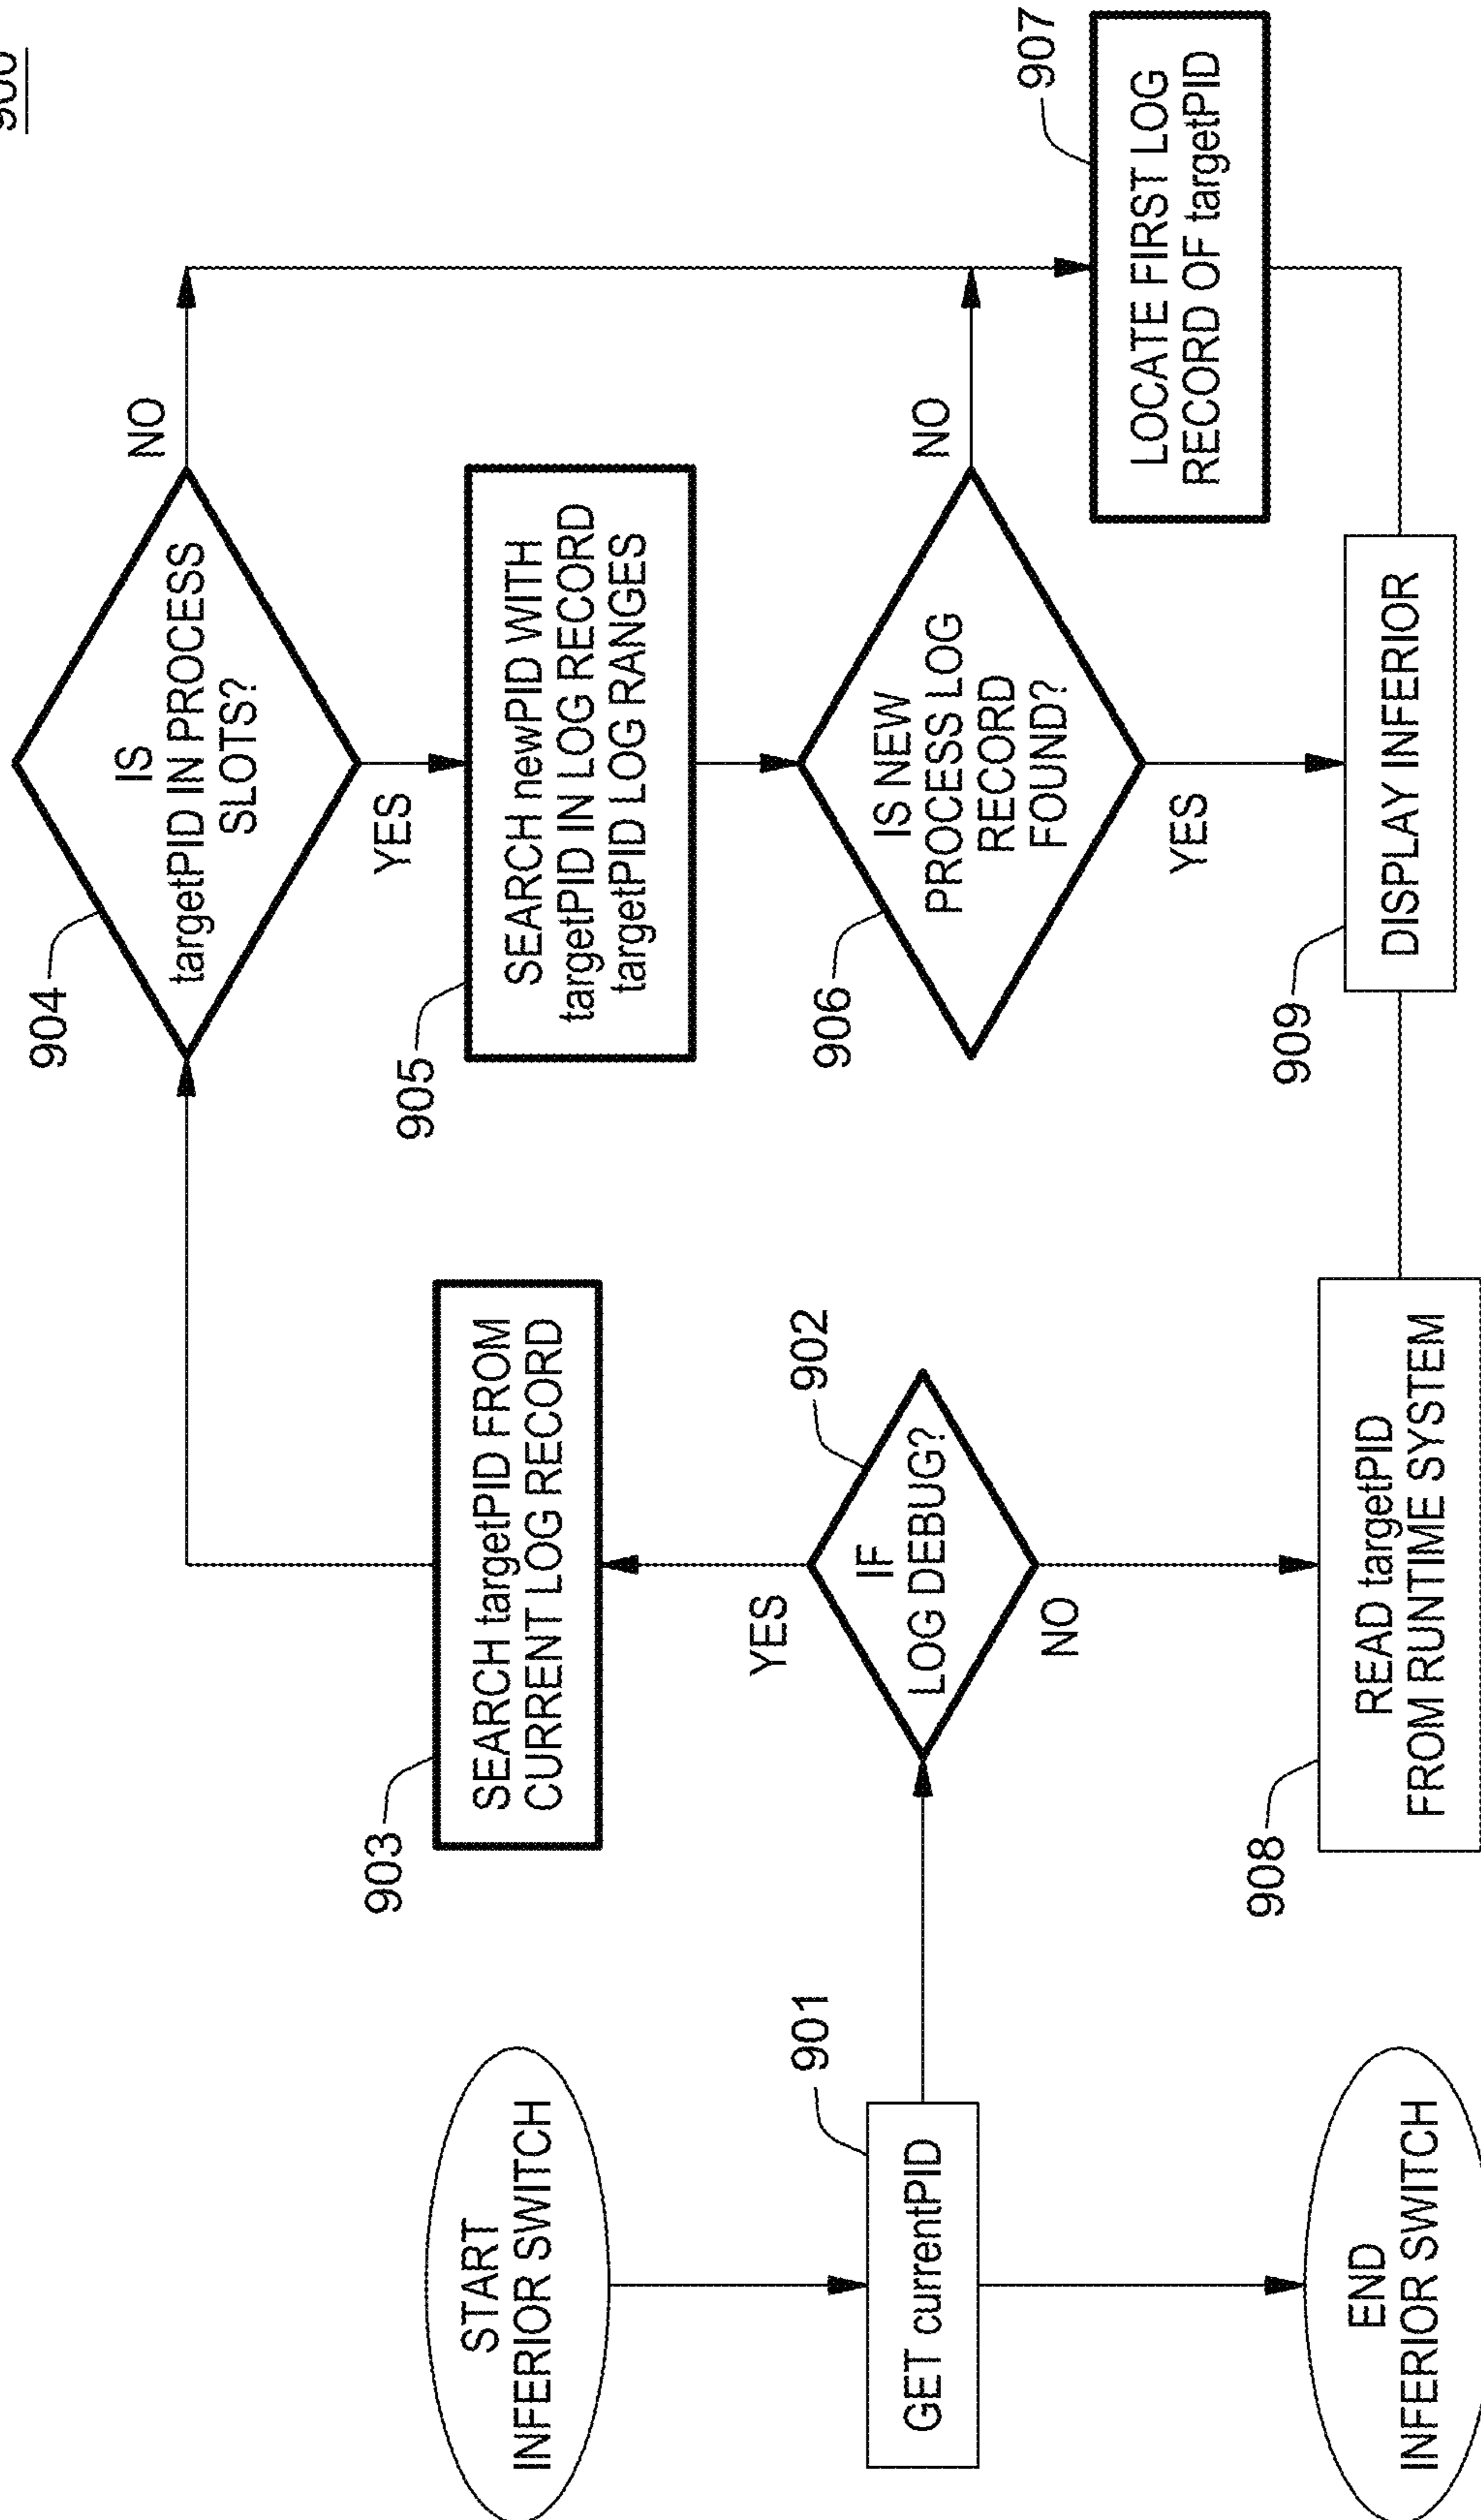 START
INFERIOR SWITCH
901
GET currentPID
END
INFERIOR SWITCH
902
IF
LOG DEBUG?
YES
NO
903
SEARCH targetPID FROM
CURRENT LOG RECORD
908
READ targetPID
FROM RUNTIME SYSTEM
904
IS
targetPID IN PROCESS
SLOTS?
NO
YES
905
SEARCH newPID WITH
targetPID IN LOG RECORD
targetPID LOG RANGES
906
IS NEW
PROCESS LOG
RECORD
FOUND?
NO
YES
907
LOCATE FIRST LOG
RECORD OF targetPID
909
DISPLAY INFERIOR